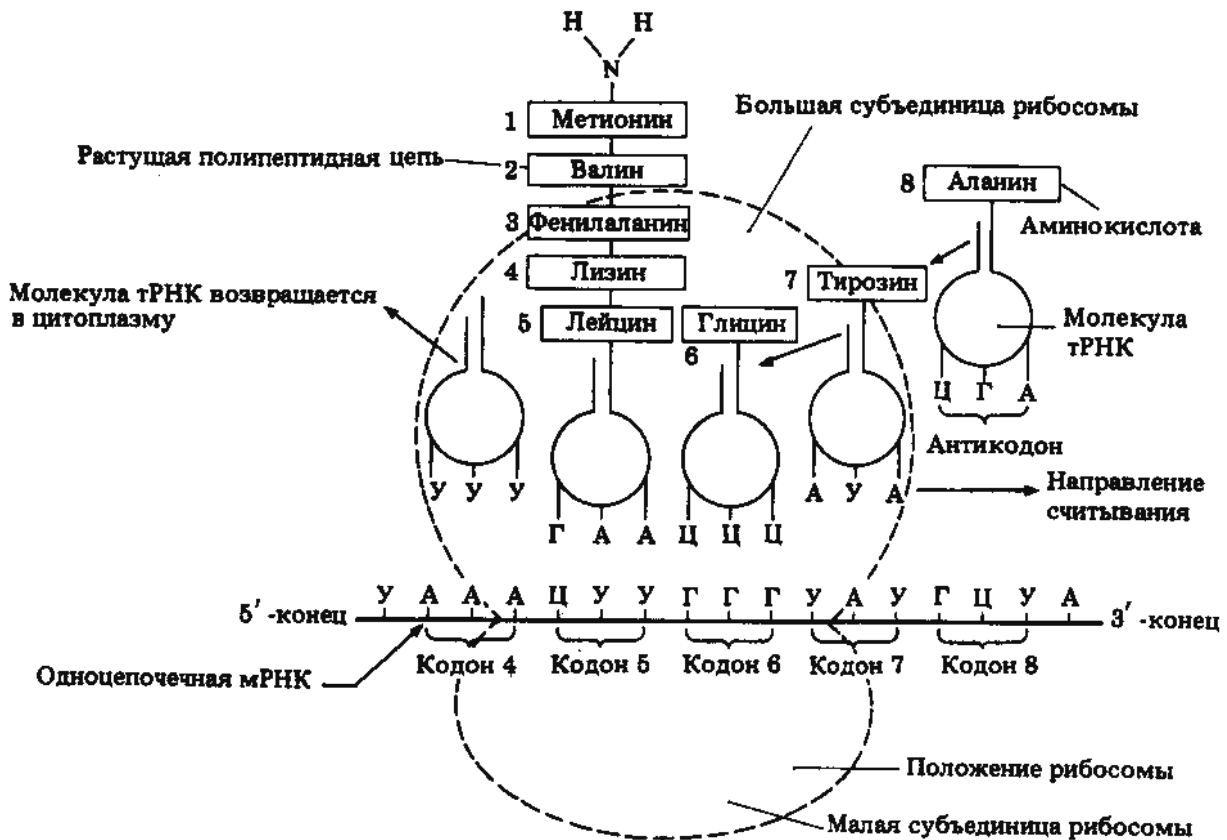 H H
N
1 Метионин
Большая субъединица рибосомы
Растущая полипептидная цепь
2 Валин
8 Аланин
3 Фенилаланин
Аминокислота
4 Лизин
7 Тирозин
Молекула тРНК возвращается
в цитоплазму
5 Лейцин
Глицин
6
Молекула
тРНК
Ц Г А
Антикодон
У У У
А У А
Направление
считывания
Г А А
Ц Ц Ц
5′-конец
У А А А Ц У У Г Г Г У А У Г Ц У А
3′-конец
Кодон 4
Кодон 5
Кодон 6
Кодон 7
Кодон 8
Одноцепочечная мРНК
Положение рибосомы
Малая субъединица рибосомы